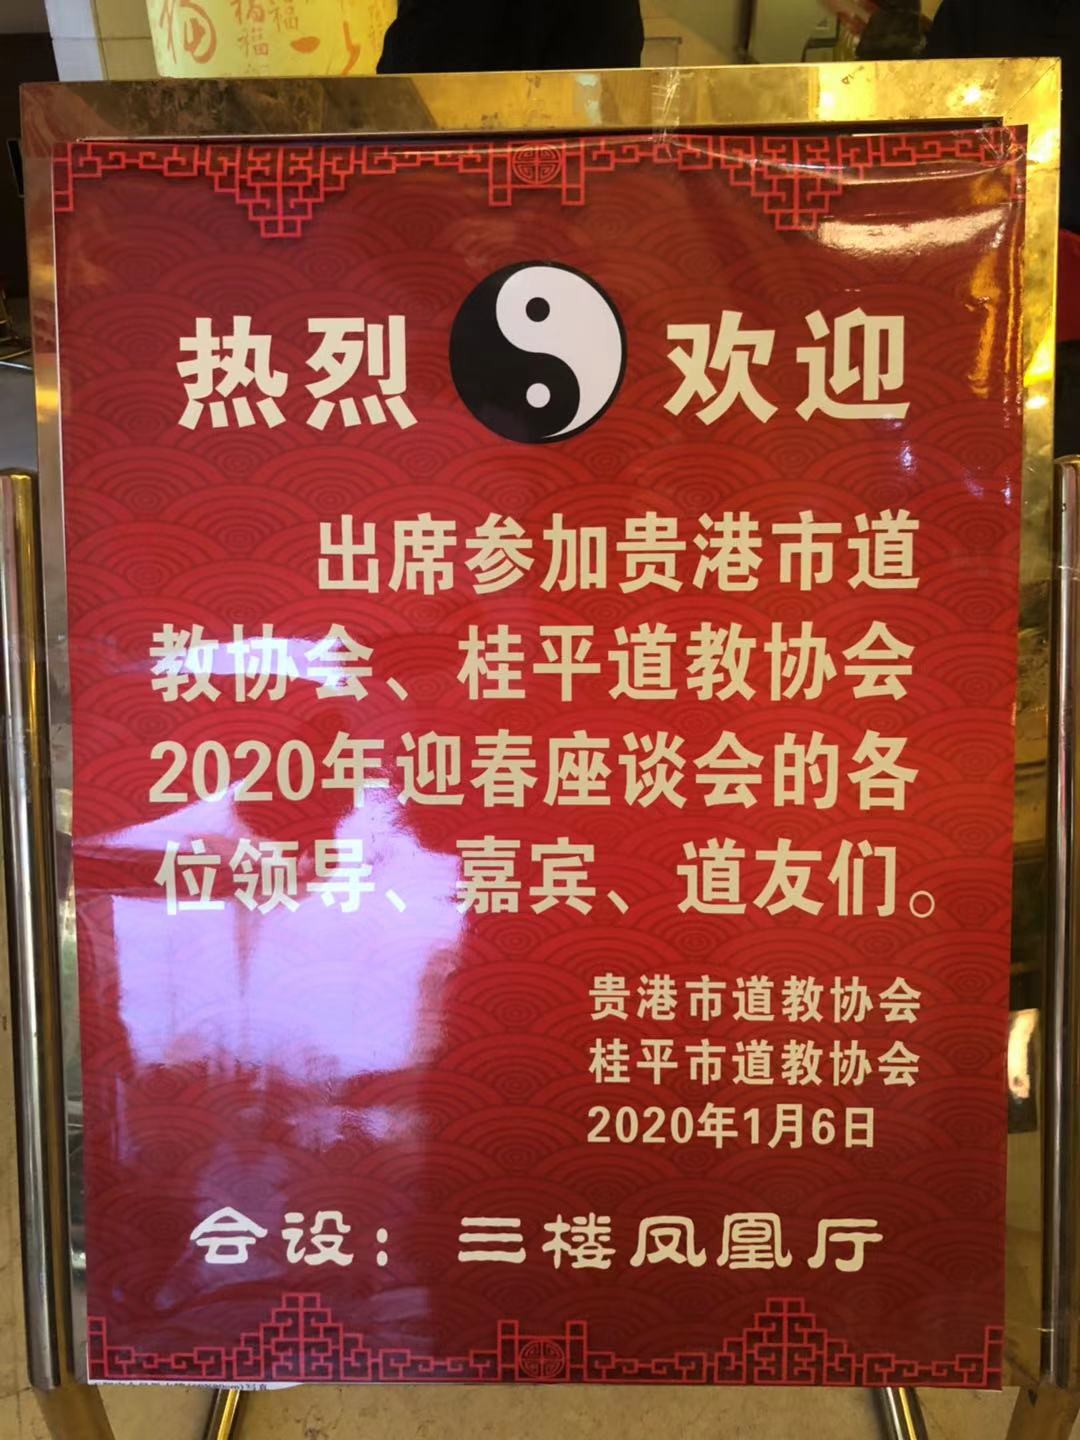 热烈欢迎
出席参加贵港市道
教协会、桂平道教协会
2020年迎春座谈会的各
位领导、嘉宾、道友们。
贵港市道教协会
桂平市道教协会
2020年1月6日
会设：三楼凤凰厅